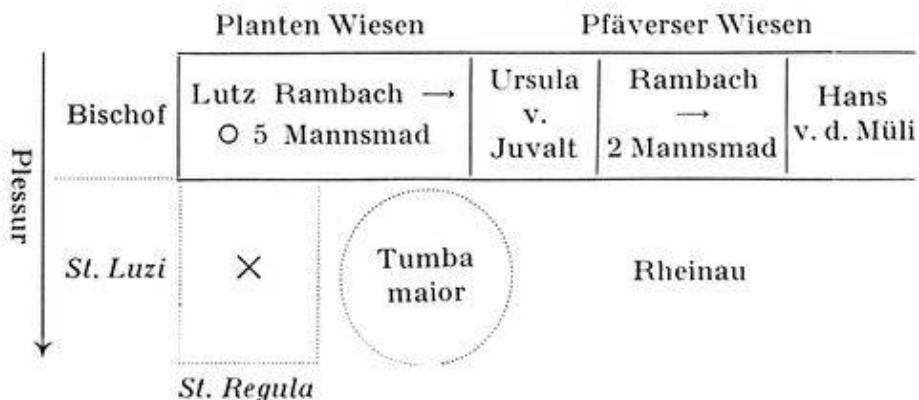 Planten Wiesen Pfäverser Wiesen
Plessur
Bischof
Lutz Rambach →
○ 5 Mannsmad
Ursula
v.
Juvalt
Rambach
→
2 Mannsmad
Hans
v. d. Müli
St. Luzi
×
Tumba
maior
Rheinau
St. Regula